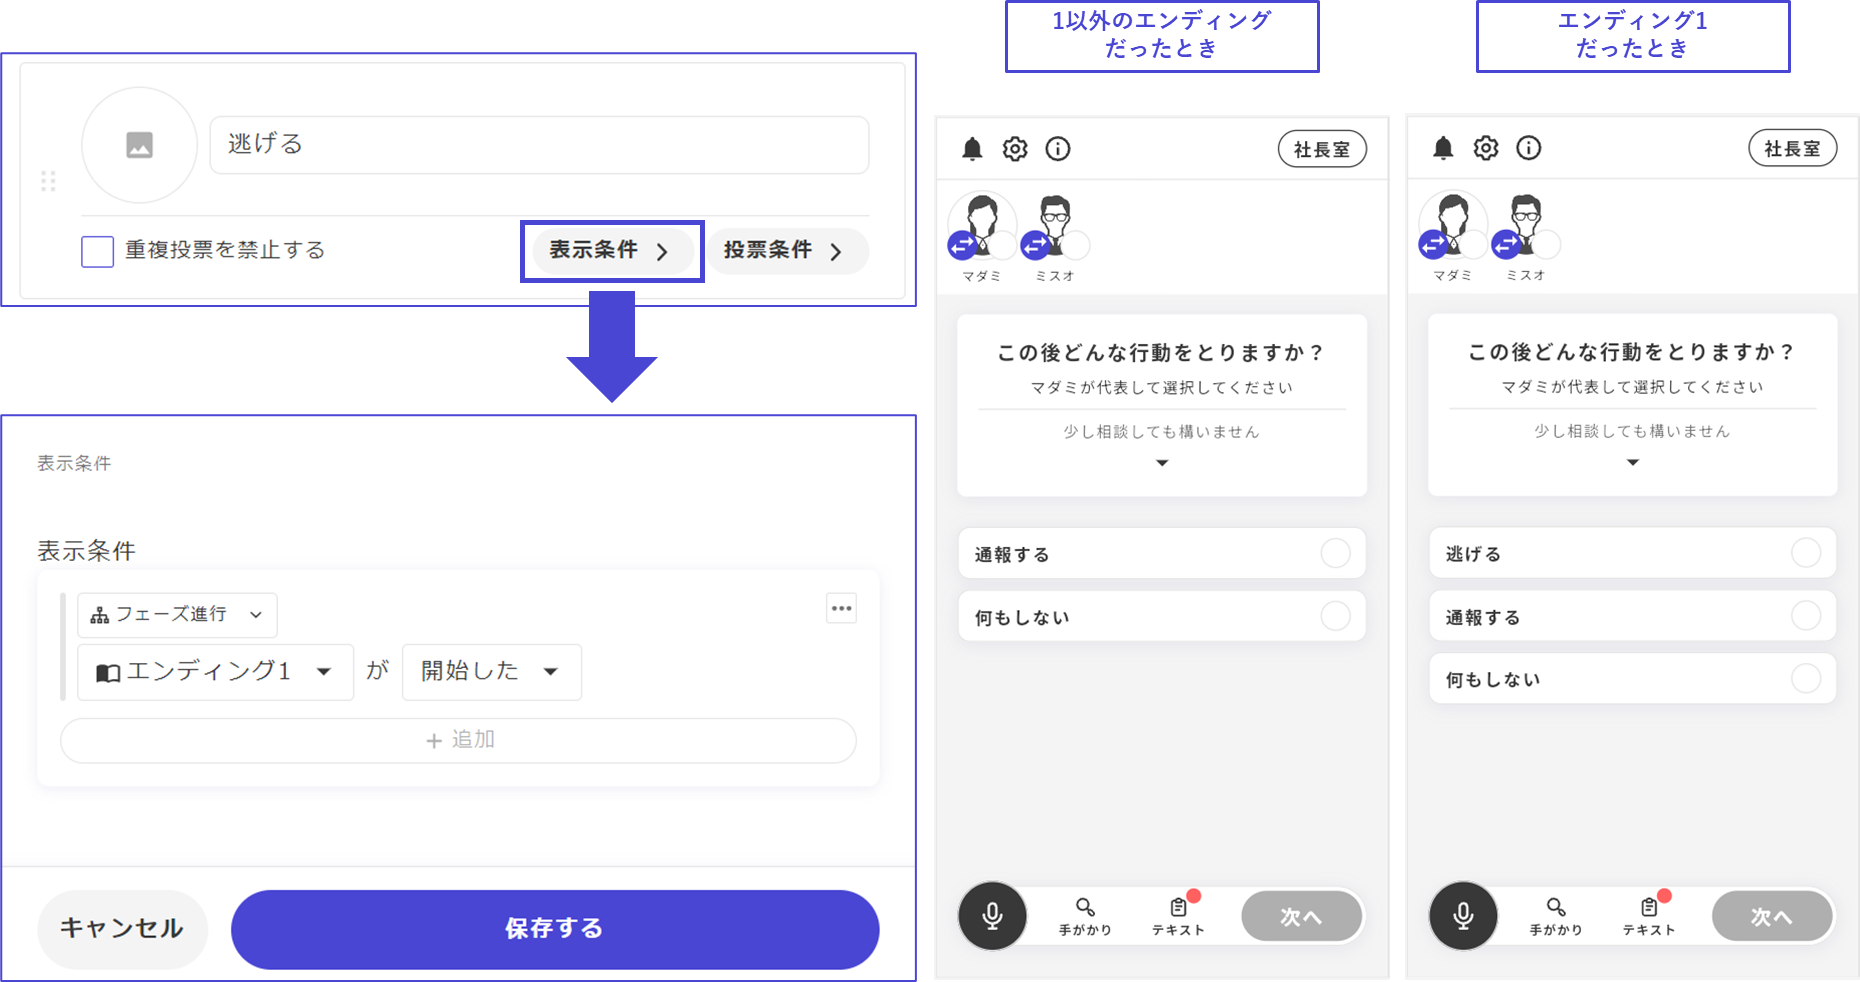 逃げる
重複投票を禁止する
表示条件
投票条件
表示条件
表示条件
フェーズ進行
エンディング1 が 開始した
+ 追加
キャンセル
保存する
1以外のエンディング
だったとき
社長室
マダミ
ミスオ
この後どんな行動をとりますか？
マダミが代表して選択してください
少し相談しても構いません
通報する
何もしない
手がかり
テキスト
次へ
エンディング1
だったとき
社長室
マダミ
ミスオ
この後どんな行動をとりますか？
マダミが代表して選択してください
少し相談しても構いません
逃げる
通報する
何もしない
手がかり
テキスト
次へ